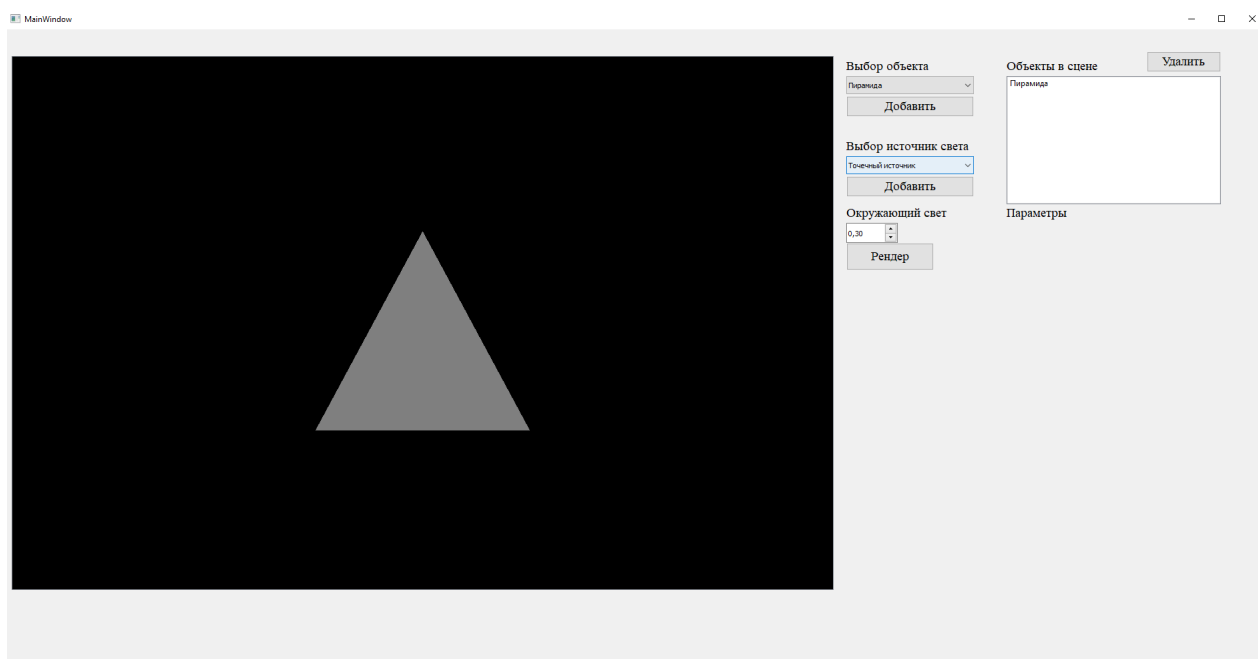 MainWindow
Выбор объекта
Пирамида
Добавить
Выбор источник света
Точечный источник
Добавить
Окружающий свет
0,30
Рендер
Объекты в сцене
Удалить
Пирамида
Параметры